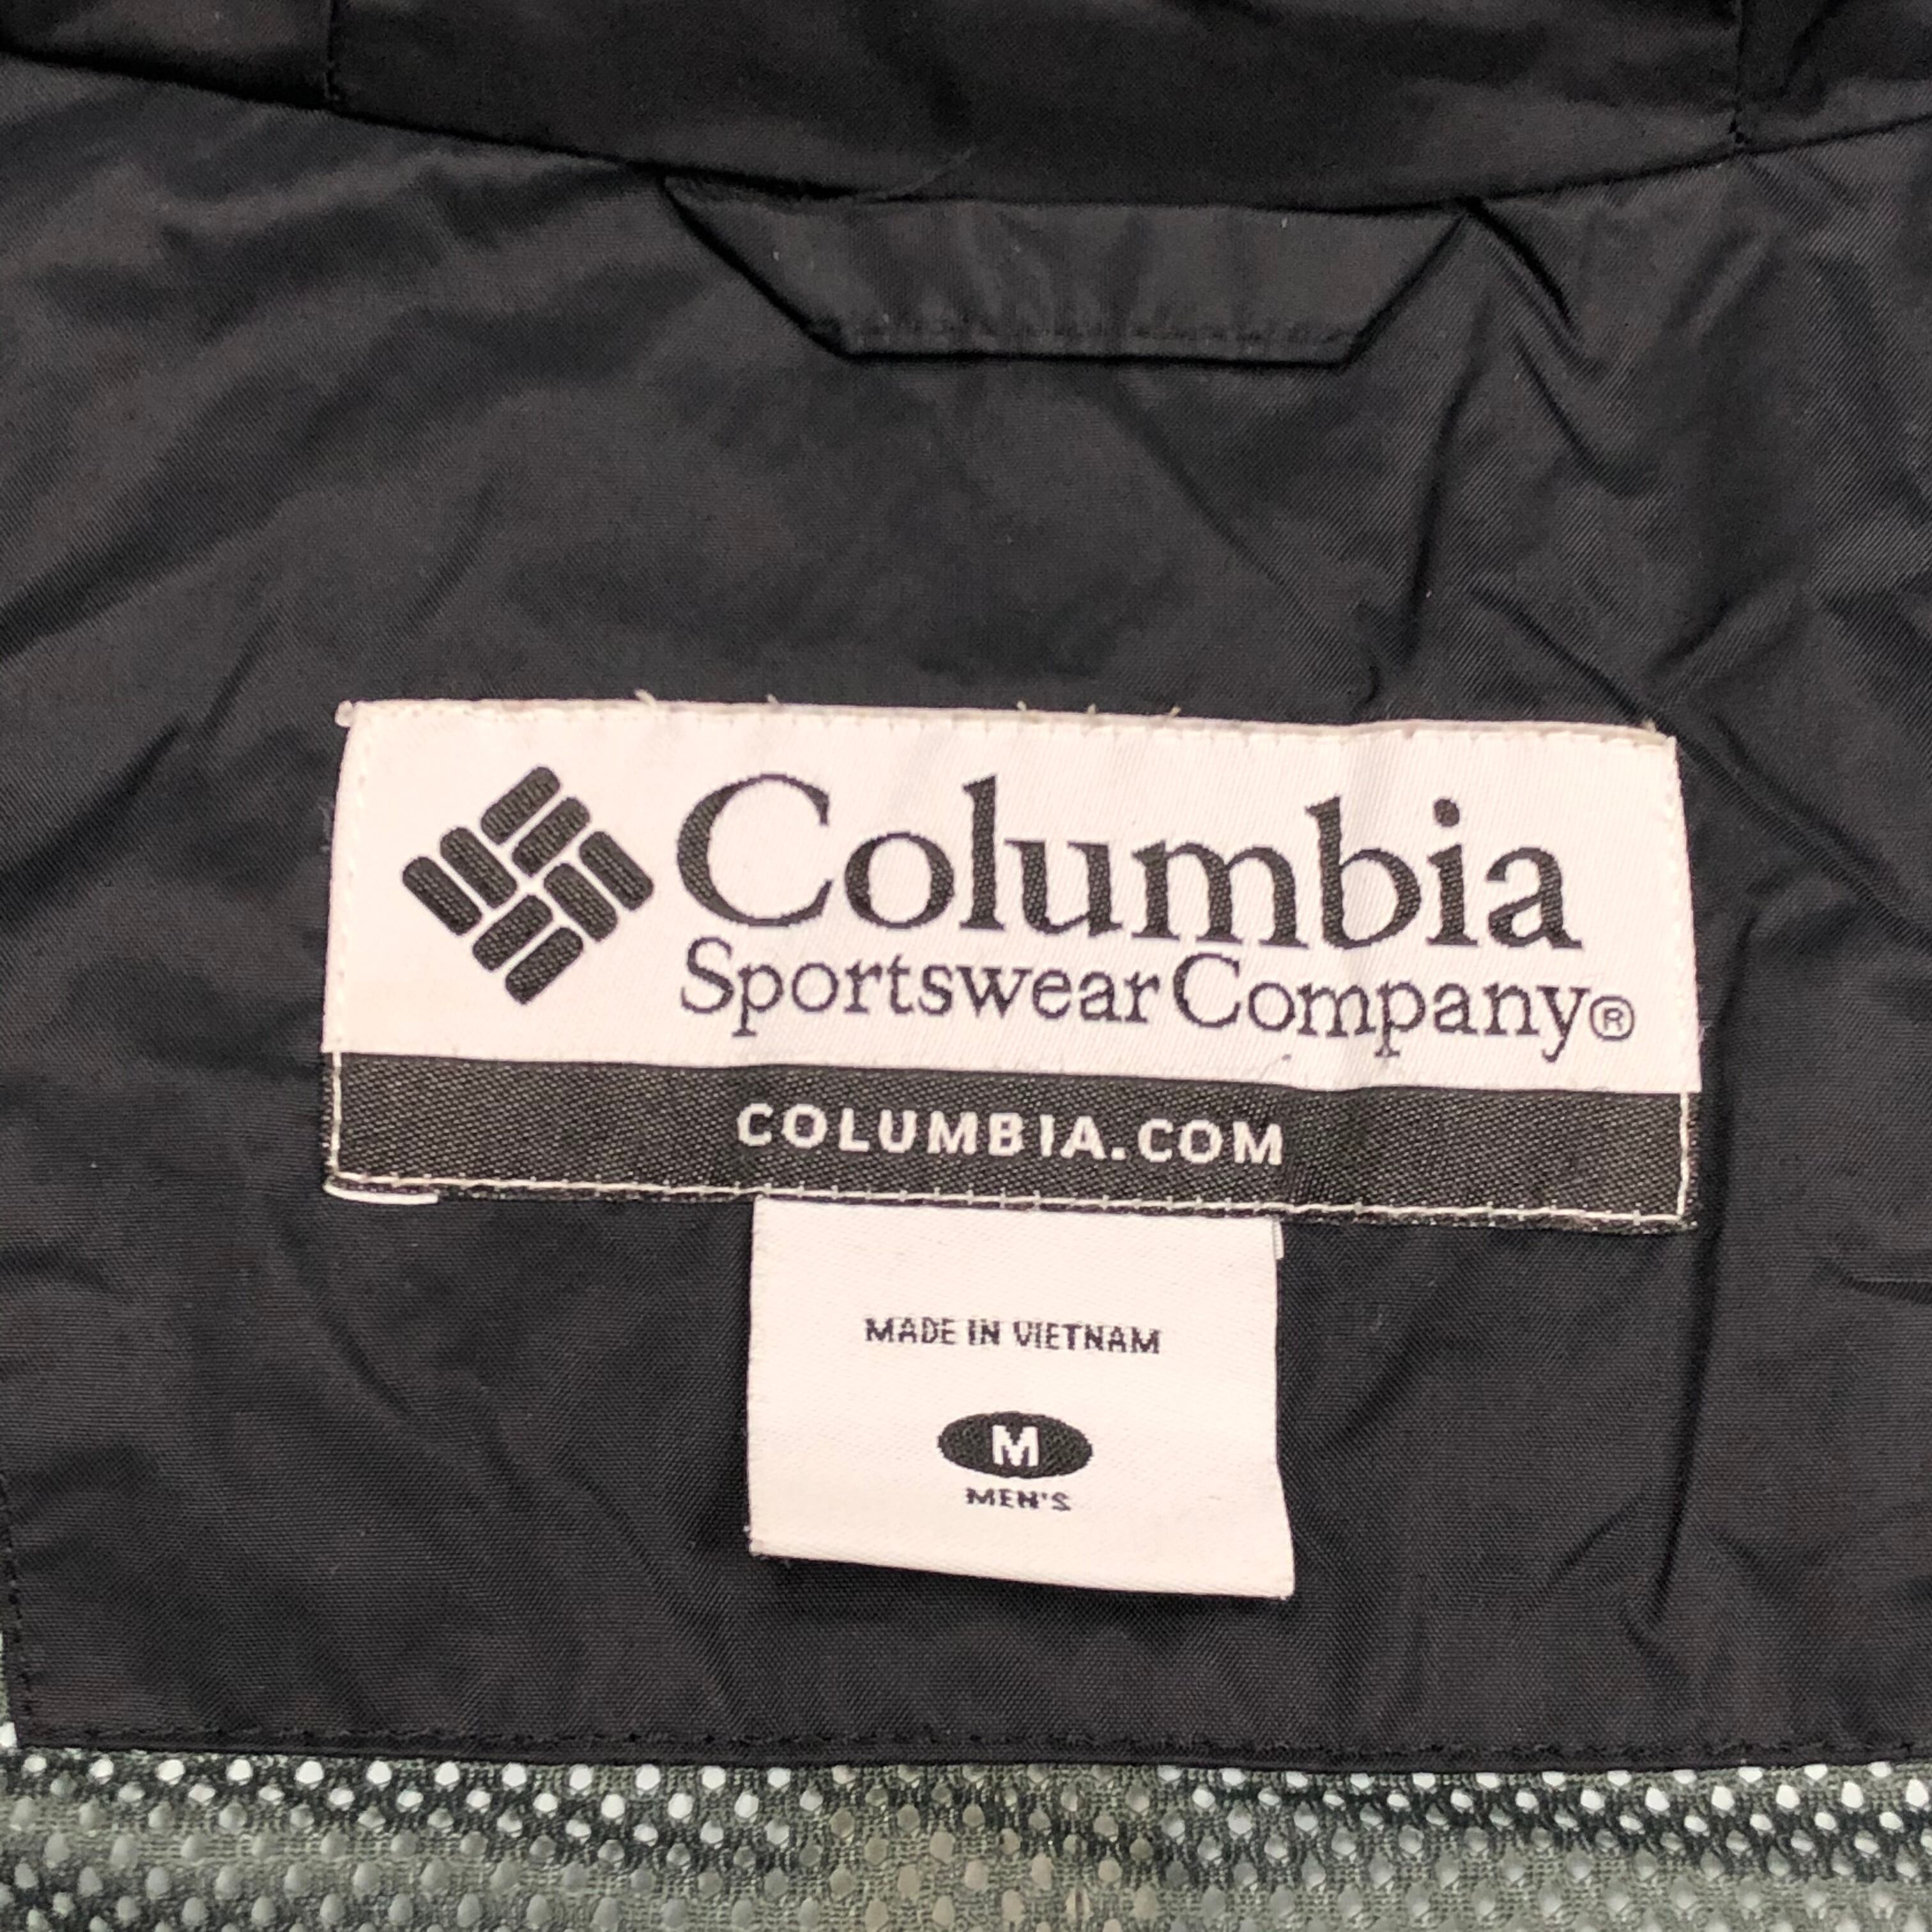 Columbia
Sportswear Company®
COLUMBIA.COM
MADE IN VIETNAM
M
MEN'S